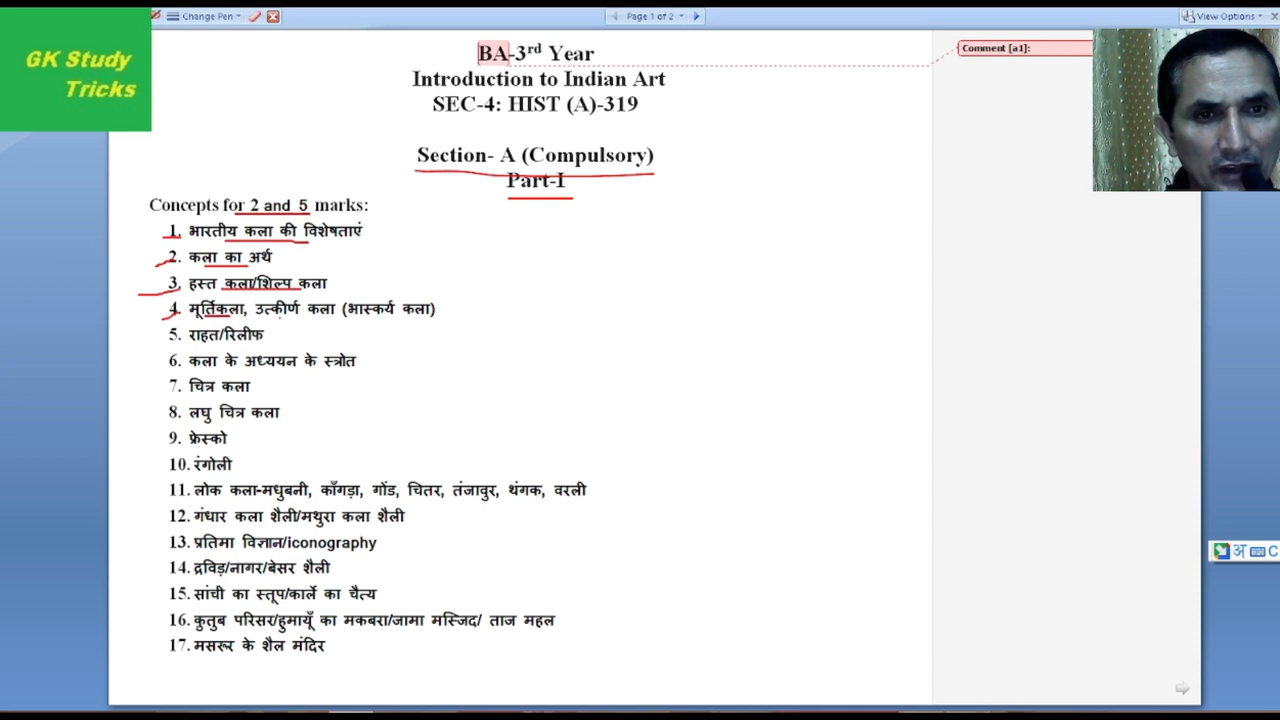 Change Pen
Page 1 of 2
View Options
GK Study
Tricks
BA-3rd Year
Comment [a1]:
Introduction to Indian Art
SEC-4: HIST (A)-319
Section- A (Compulsory)
Part-I
Concepts for 2 and 5 marks:
1. भारतीय कला की विशेषताएं
2. कला का अर्थ
3. हस्त कला/शिल्प कला
4. मूर्तिकला, उत्कीर्ण कला (भास्कर्य कला)
5. राहत/रिलीफ
6. कला के अध्ययन के स्त्रोत
7. चित्र कला
8. लघु चित्र कला
9. फ्रेस्को
10. रंगोली
11. लोक कला-मधुबनी, काँगड़ा, गोंड, चितर, तंजावुर, थंगक, वरली
12. गंधार कला शैली/मथुरा कला शैली
13. प्रतिमा विज्ञान/iconography
14. द्रविड़/नागर/बेसर शैली
15. सांची का स्तूप/कार्ले का चैत्य
16. कुतुब परिसर/हुमायूँ का मकबरा/जामा मस्जिद/ ताज महल
17. मसरूर के शैल मंदिर
अ